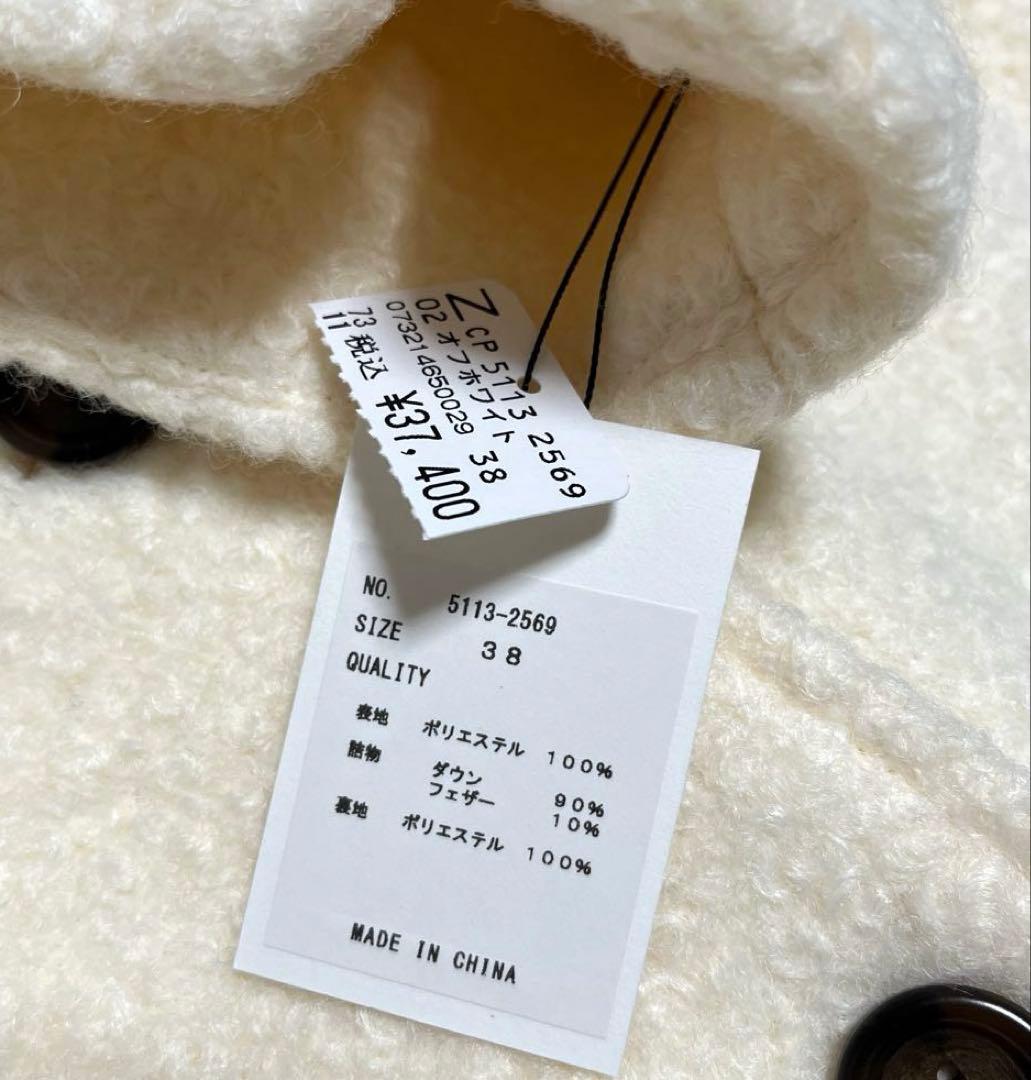 Z CP 5113 2569
02 オフホワイト 38
0732146500029
73 税込 ¥37,400
11
NO. 5113-2569
SIZE 38
QUALITY
表地 ポリエステル 100%
詰物 ダウン 90%
フェザー 10%
裏地 ポリエステル 100%
MADE IN CHINA